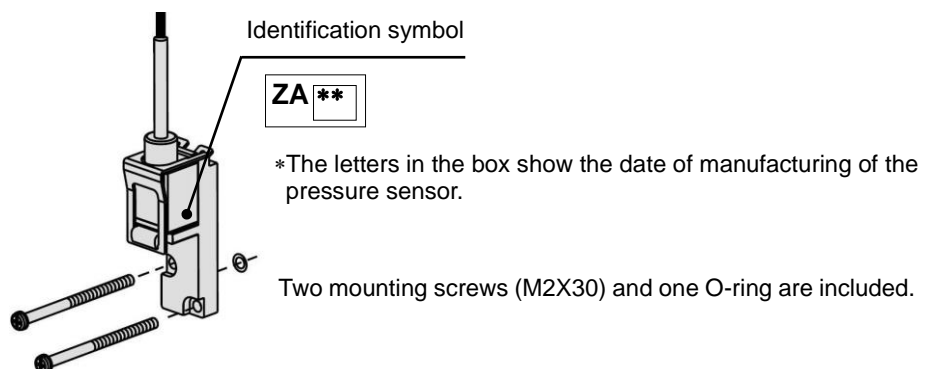 Identification symbol
ZA **
*The letters in the box show the date of manufacturing of the
pressure sensor.
Two mounting screws (M2X30) and one O-ring are included.